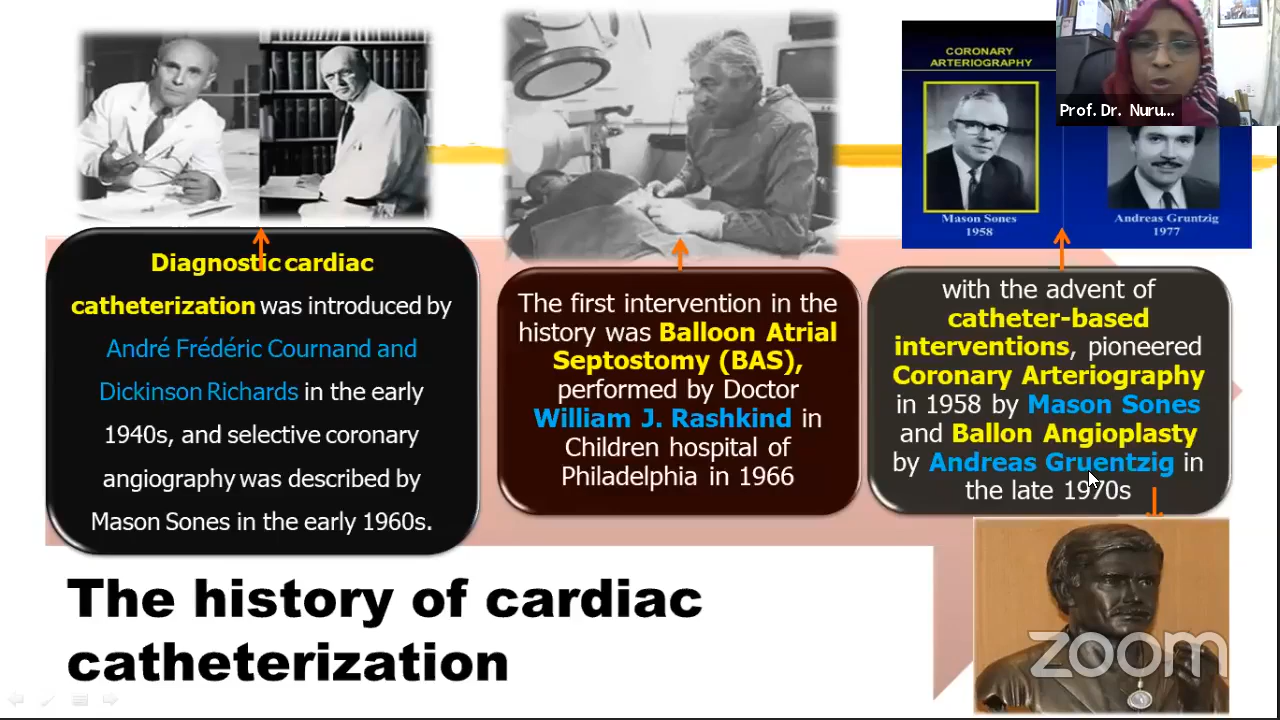 CORONARY
ARTERIOGRAPHY
Mason Sones
1958
Andreas Gruntzig
1977
Prof. Dr. Nuru...
Diagnostic cardiac
catheterization was introduced by
André Frédéric Cournand and
Dickinson Richards in the early
1940s, and selective coronary
angiography was described by
Mason Sones in the early 1960s.
The first intervention in the
history was Balloon Atrial
Septostomy (BAS),
performed by Doctor
William J. Rashkind in
Children hospital of
Philadelphia in 1966
with the advent of
catheter-based
interventions, pioneered
Coronary Arteriography
in 1958 by Mason Sones
and Ballon Angioplasty
by Andreas Gruentzig in
the late 1970s
The history of cardiac
catheterization
zoom